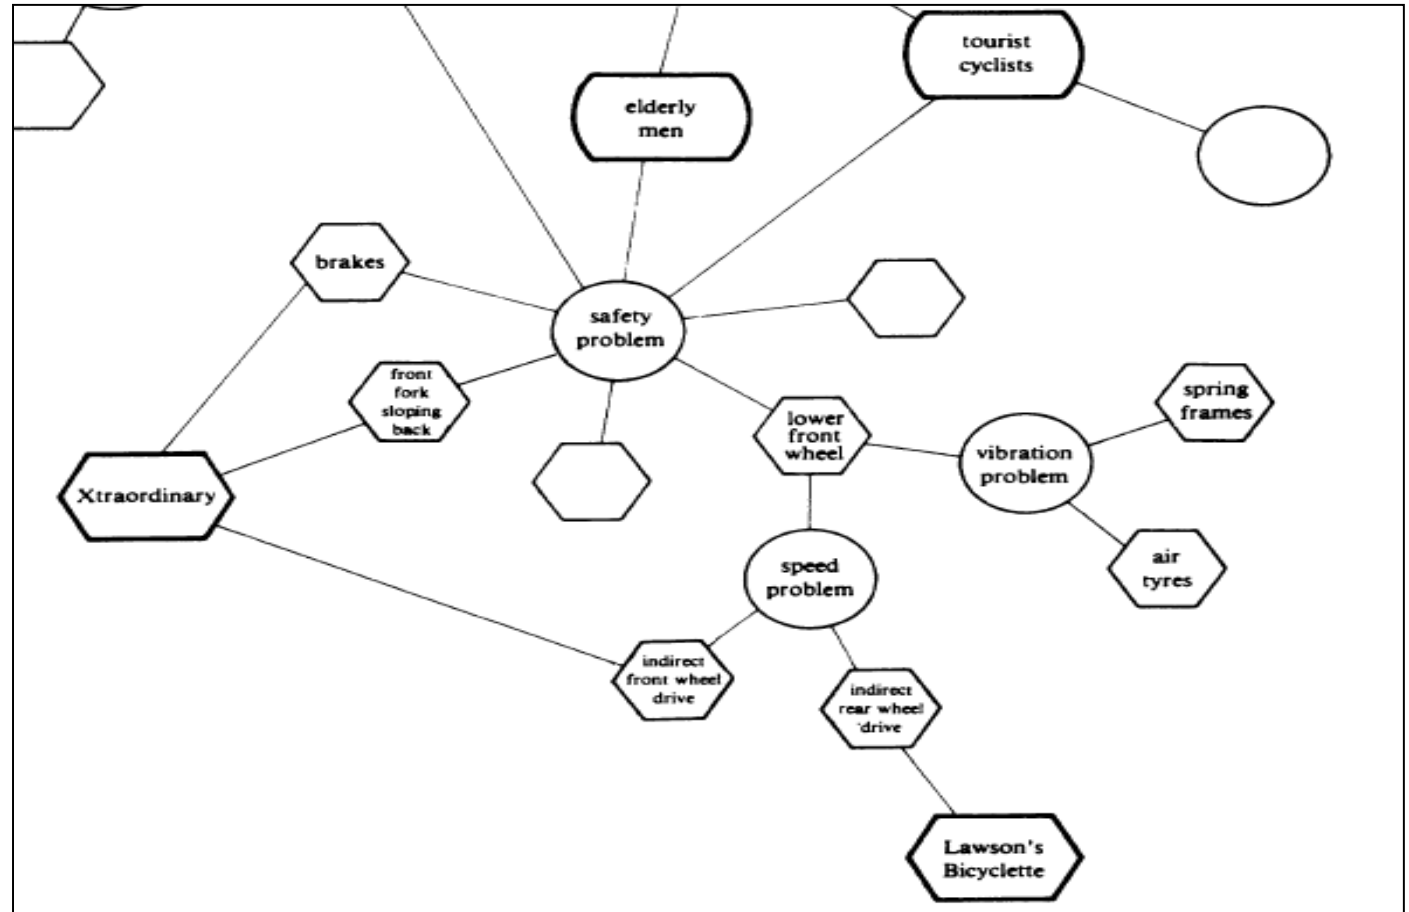 tourist
cyclists
elderly
men
brakes
safety
problem
front
fork
sloping
back
spring
frames
lower
front
wheel
vibration
problem
Xtraordinary
air
tyres
speed
problem
indirect
front wheel
drive
indirect
rear wheel
drive
Lawson's
Bicyclette